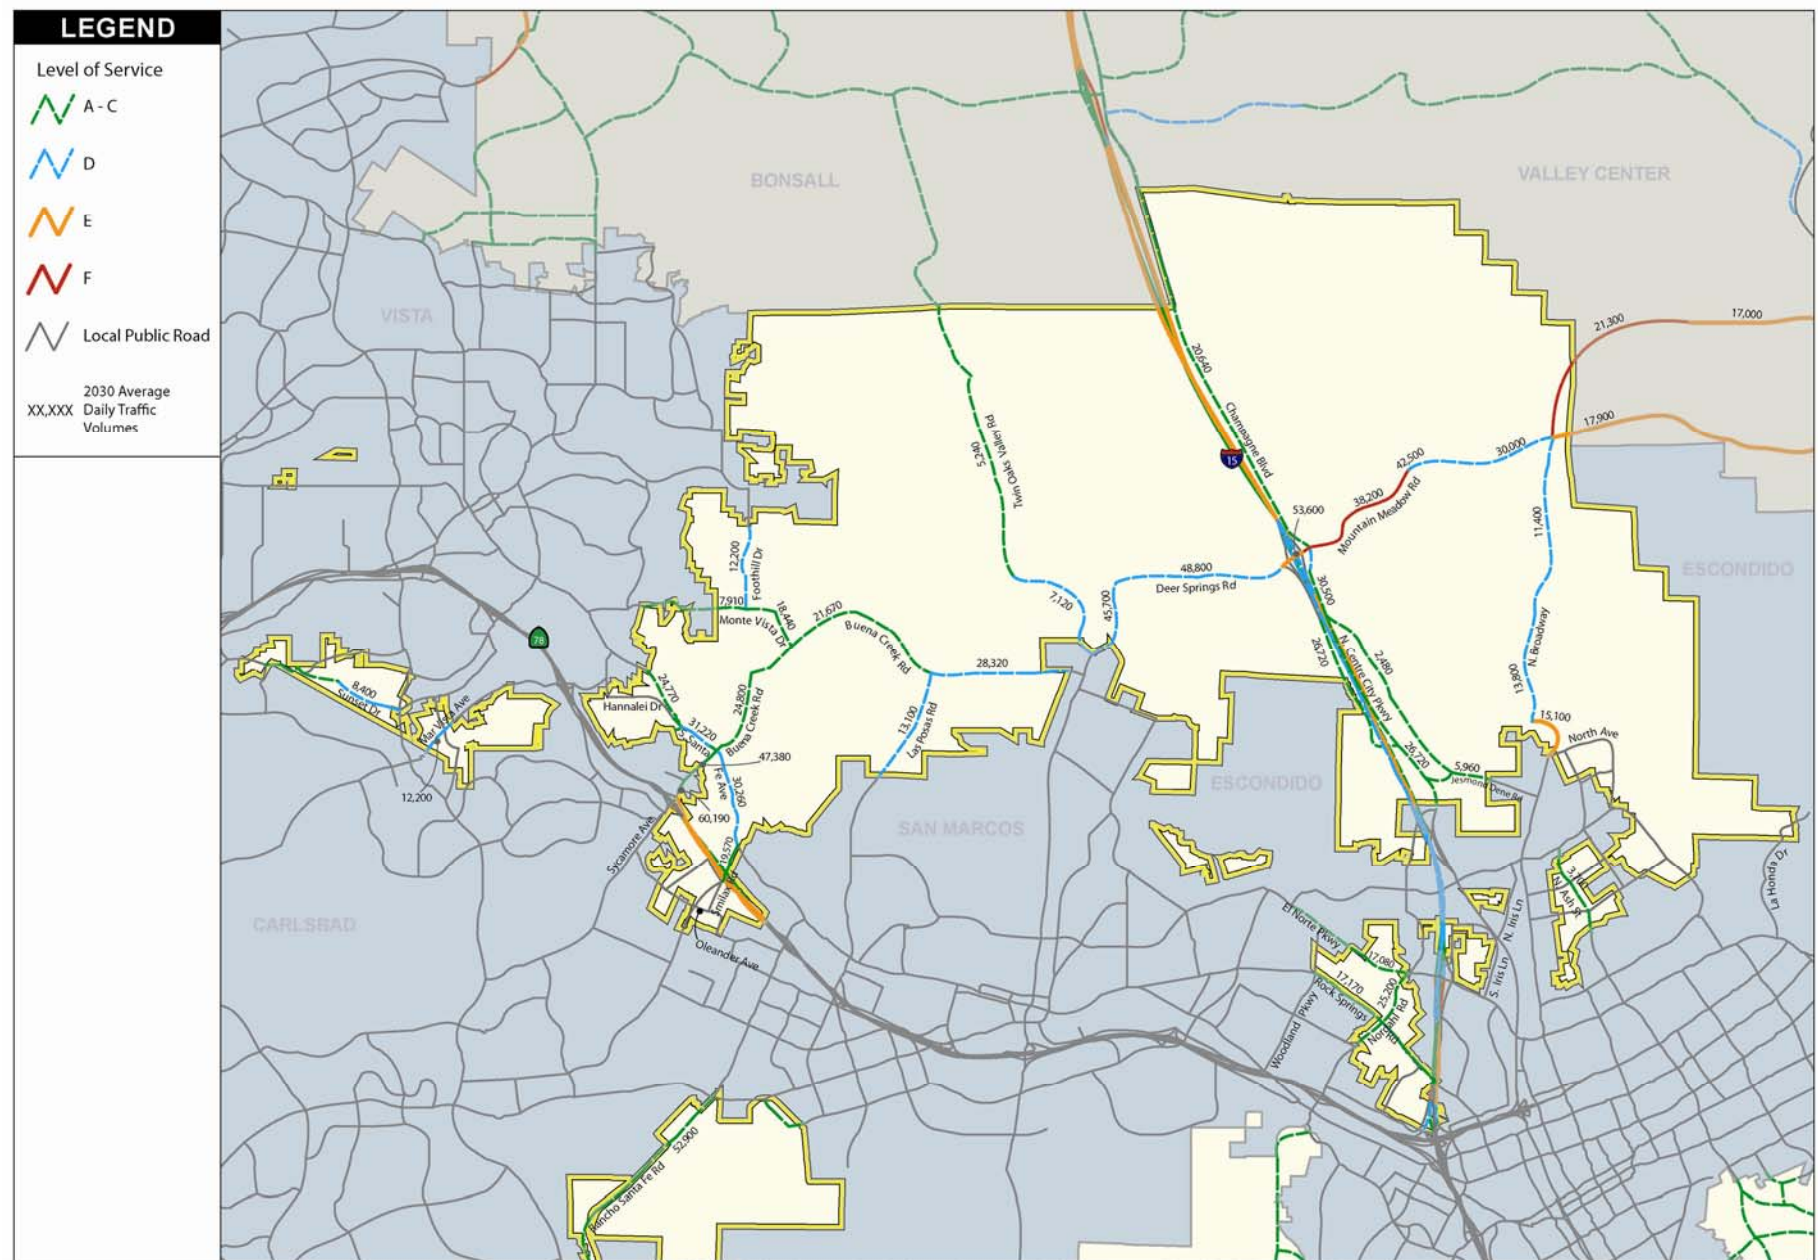 LEGEND
Level of Service
A - C
D
E
F
Local Public Road
XX,XXX
2030 Average
Daily Traffic
Volumes
BONSALL
VALLEY CENTER
VISTA
21,300
17,000
20,640
Champagne Blvd
17,900
5,240
Twin Oaks Valley Rd
15
42,500
30,000
38,200
Mountain Meadow Rd
53,600
11,400
ESCONDIDO
12,200
Foothill Dr
48,800
Deer Springs Rd
7,120
45,700
30,500
7,910
Monte Vista Dr
18,440
21,670
Buena Creek Rd
78
N. Broadway
26,720
N. Centre City Pkwy
2,480
28,320
13,800
8,400
Sunset Dr
Mar Vista Ave
24,770
Hannalei Dr
24,800
Buena Creek Rd
31,220
S. Santa
Fe Ave
13,100
Las Posas Rd
15,100
North Ave
47,380
26,720
5,960
Jesmond Dene Rd
30,260
12,200
ESCONDIDO
60,190
Sycamore Ave
SAN MARCOS
19,570
Smilax Rd
La Honda Dr
3,100
N. Ash St
CARLSBAD
Oleander Ave
El Norte Pkwy
N. Iris Ln
17,080
S. Iris Ln
17,170
Rock Springs
Rd
25,200
Nordahl Rd
Woodland Pkwy
52,900
Rancho Santa Fe Rd